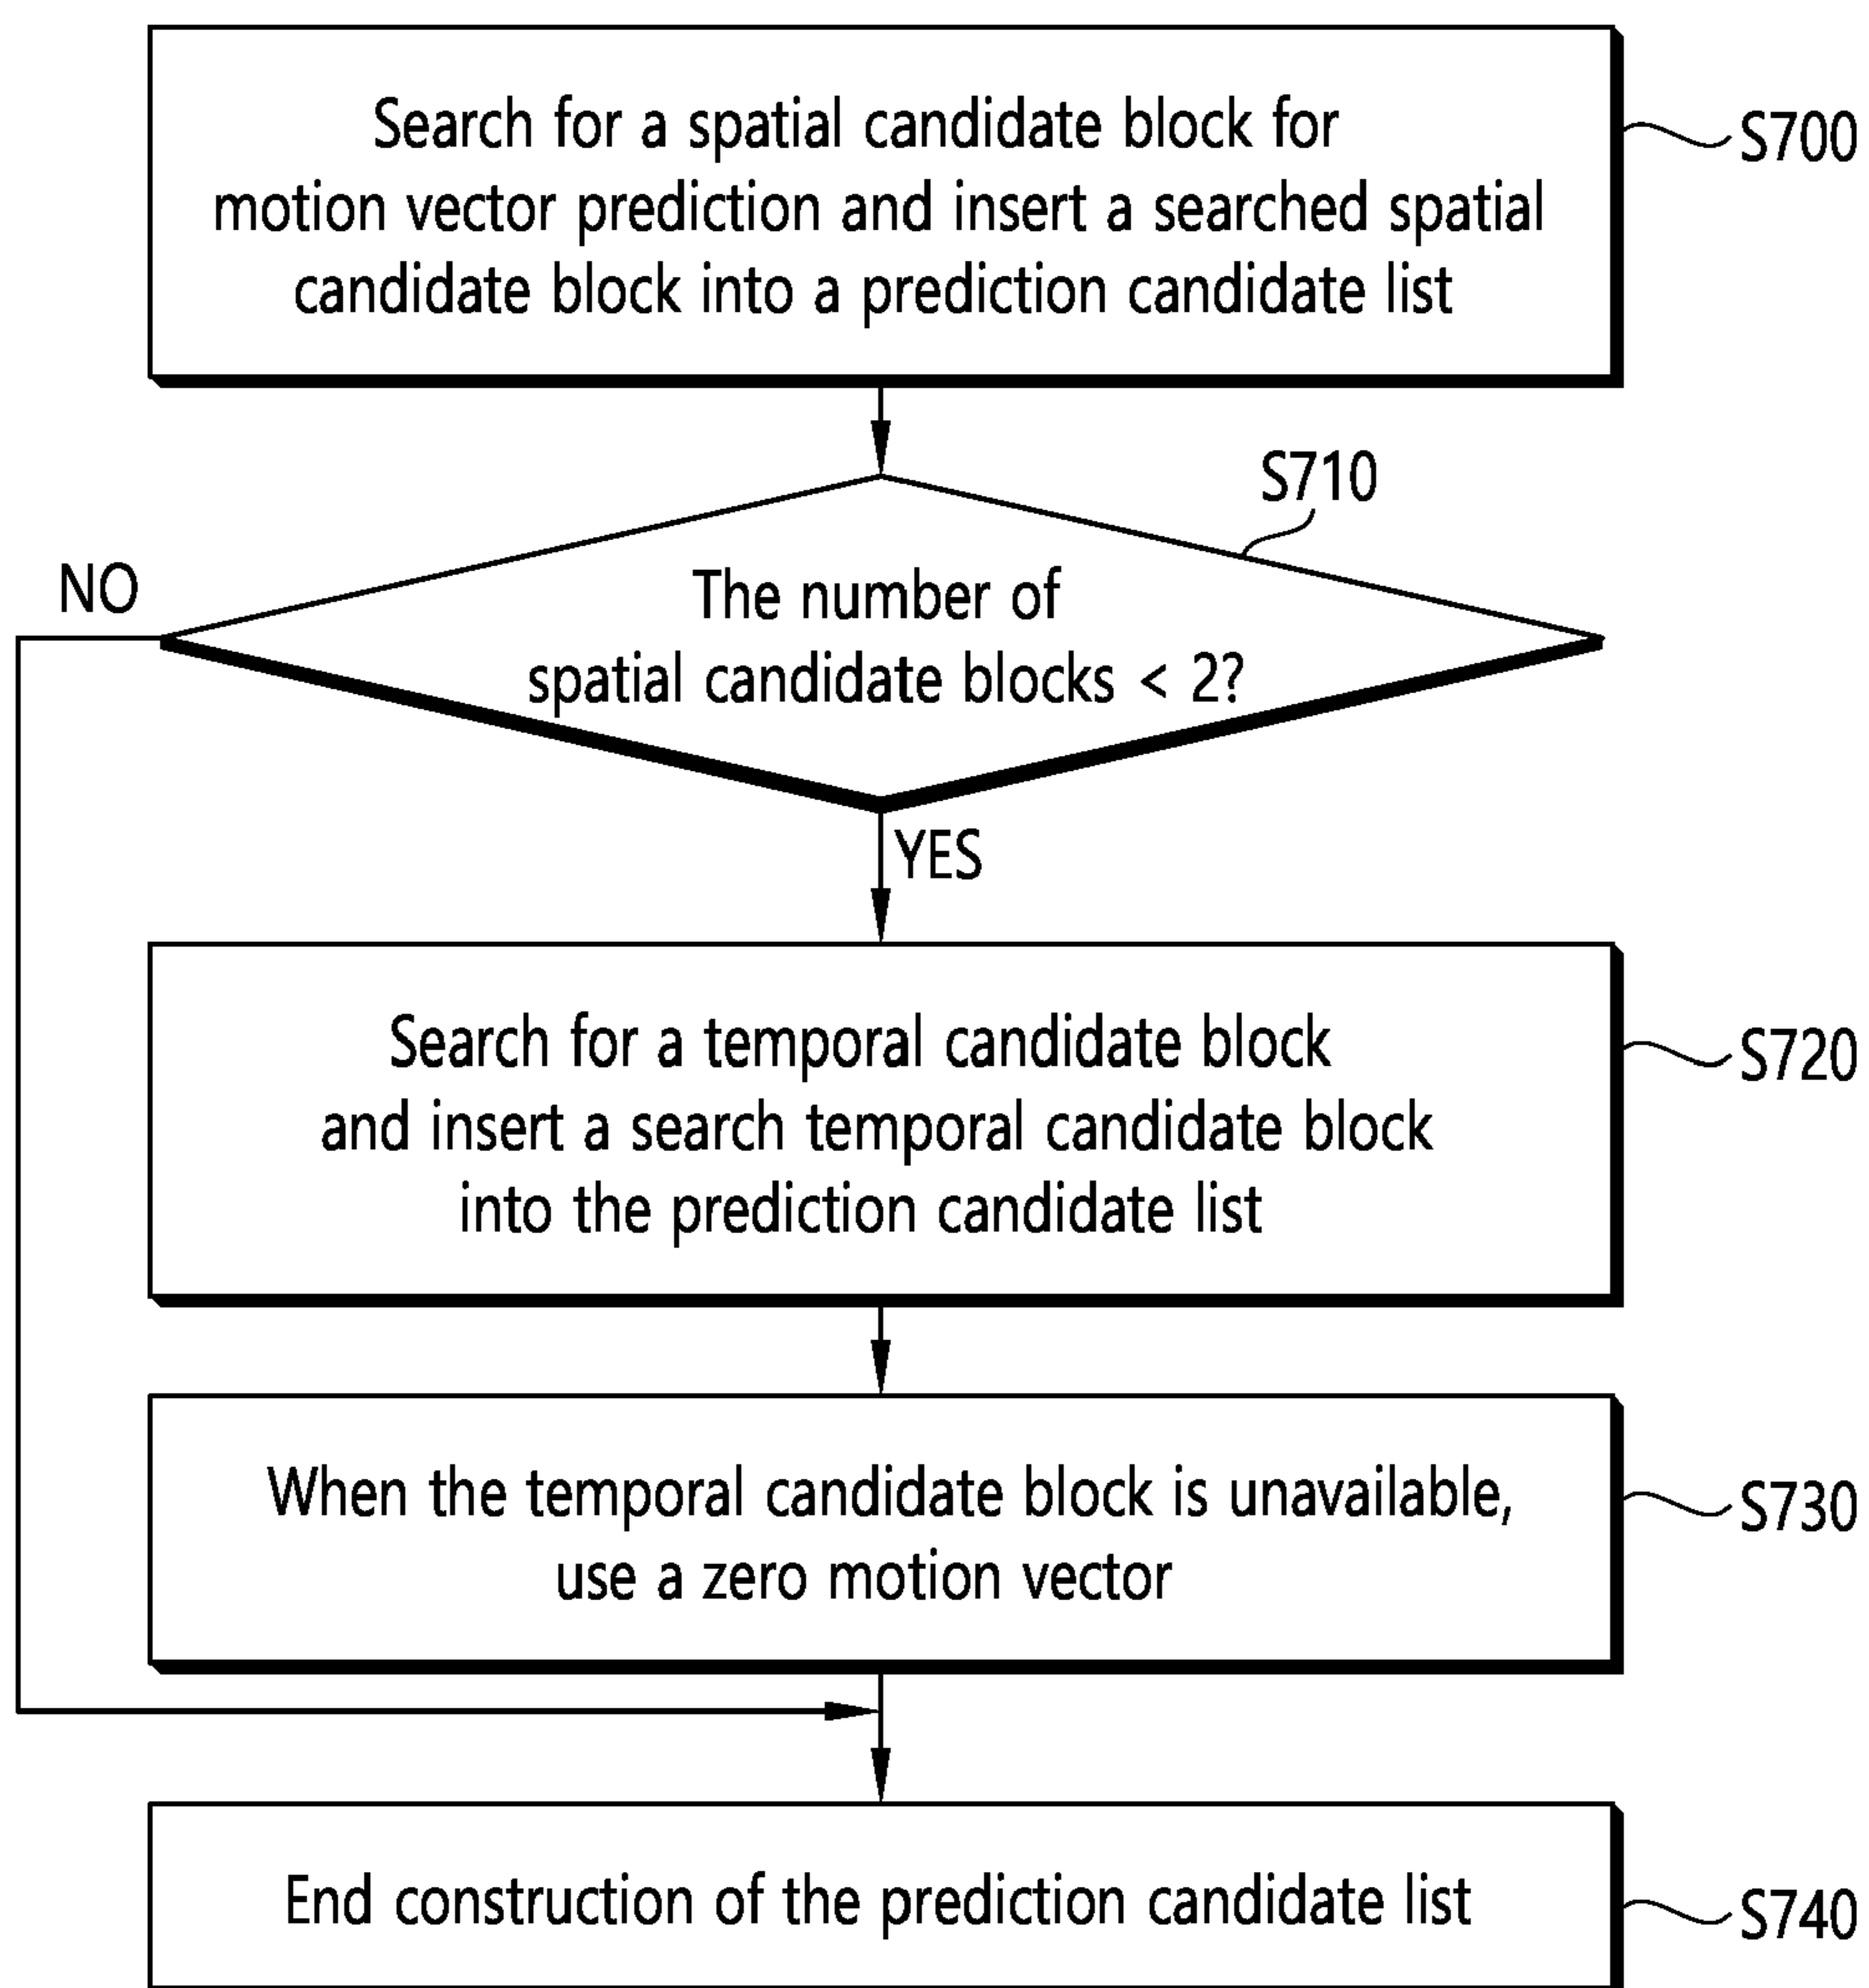 Search for a spatial candidate block for
motion vector prediction and insert a searched spatial
candidate block into a prediction candidate list
S700
S710
The number of
spatial candidate blocks < 2?
NO
YES
Search for a temporal candidate block
and insert a search temporal candidate block
into the prediction candidate list
S720
When the temporal candidate block is unavailable,
use a zero motion vector
S730
End construction of the prediction candidate list
S740